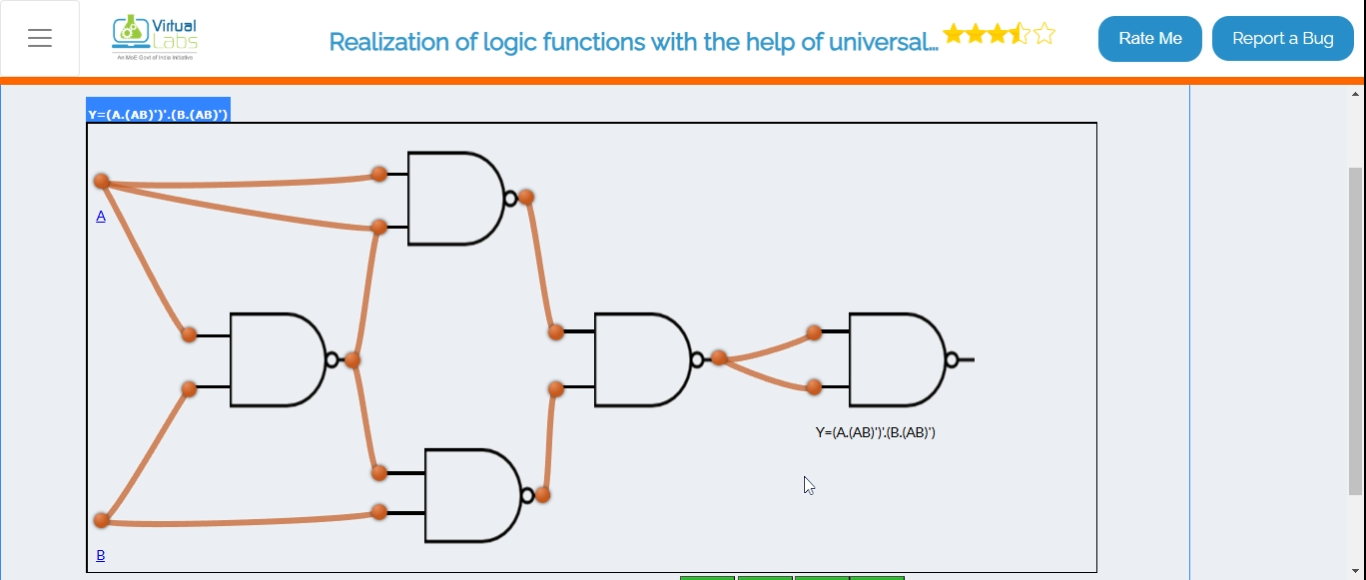 Virtual
Labs
An MoE Govt of India Initiative
Realization of logic functions with the help of universal...
Rate Me
Report a Bug
Y=(A.(AB)')'.(B.(AB)')
A
Y=(A.(AB)')'.(B.(AB)')
B